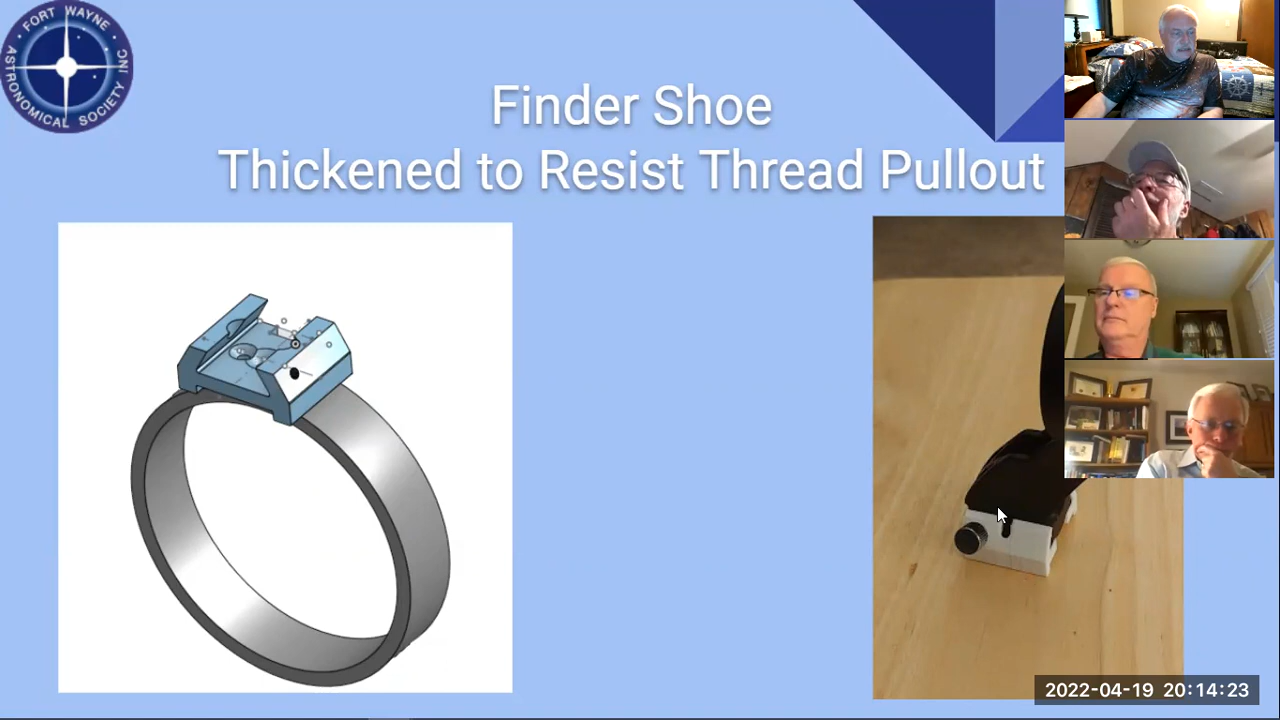 FORT WAYNE
ASTRONOMICAL SOCIETY INC
Finder Shoe
Thickened to Resist Thread Pullout
2022-04-19 20:14:23